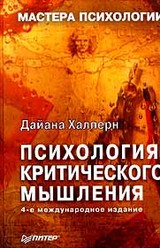 МАСТЕРА ПСИХОЛОГИИ
Дайана Халперн
ПСИХОЛОГИЯ
КРИТИЧЕСКОГО
МЫШЛЕНИЯ
4-е международное издание
ПИТЕР